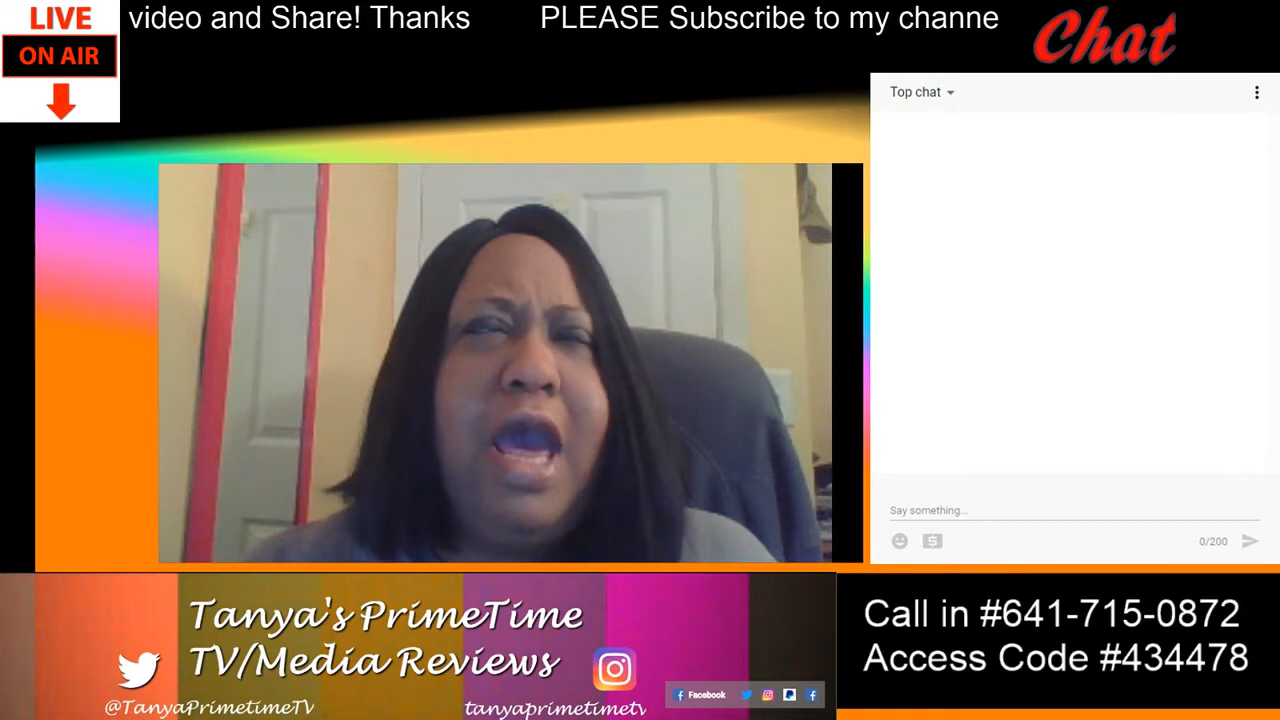 LIVE
ON AIR
video and Share! Thanks PLEASE Subscribe to my channe
Chat
Top chat
Say something...
0/200
Tanya's PrimeTime
TV/Media Reviews
@TanyaPrimetimeTV
tanyaprimetimetv
Facebook
Call in #641-715-0872
Access Code #434478